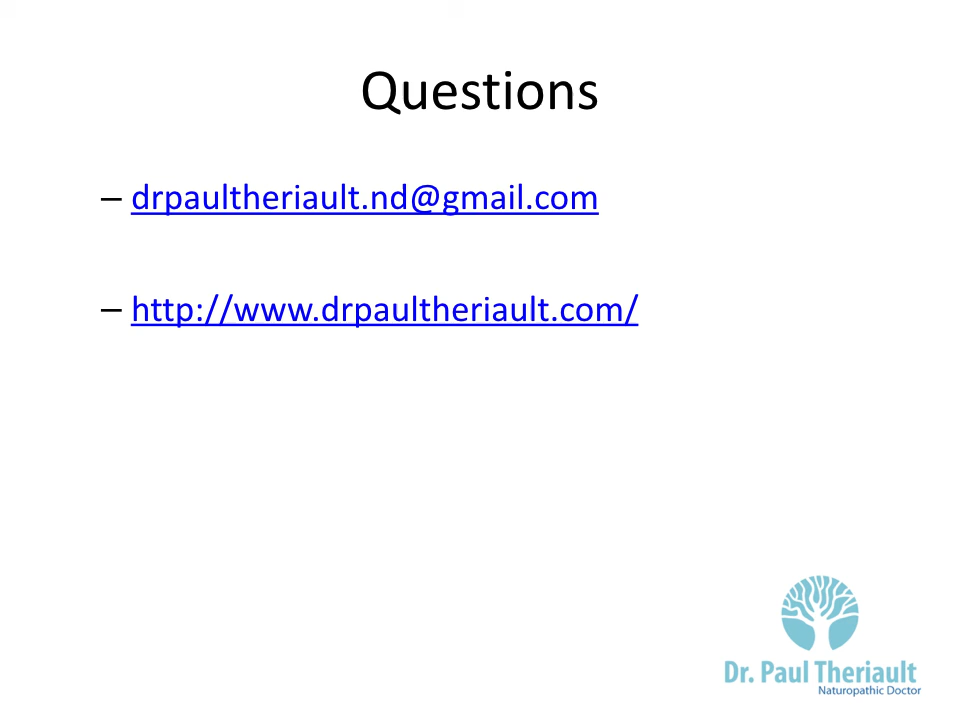 Questions
– drpaultheriault.nd@gmail.com
– http://www.drpaultheriault.com/
Dr. Paul Theriault
Naturopathic Doctor